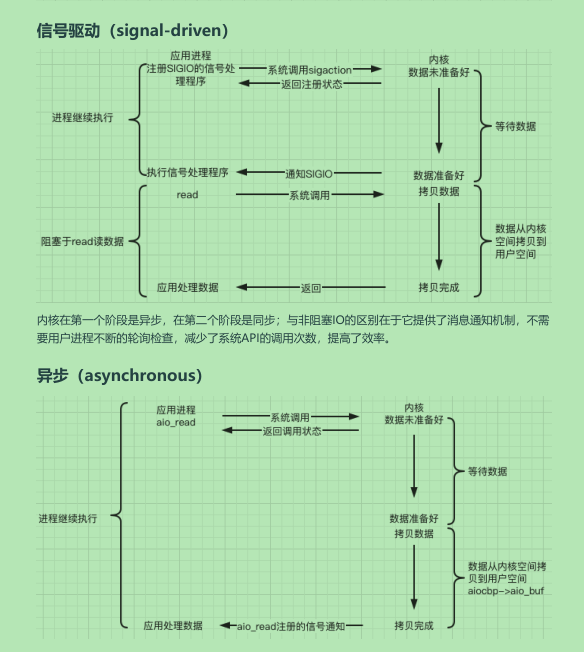 信号驱动（signal-driven）
应用进程
注册SIGIO的信号处
理程序
系统调用sigaction
返回注册状态
内核
数据未准备好
进程继续执行
等待数据
执行信号处理程序
通知SIGIO
数据准备好
read
系统调用
拷贝数据
阻塞于read读数据
数据从内核
空间拷贝到
用户空间
应用处理数据
返回
拷贝完成
内核在第一个阶段是异步，在第二个阶段是同步；与非阻塞IO的区别在于它提供了消息通知机制，不需
要用户进程不断的轮询检查，减少了系统API的调用次数，提高了效率。
异步（asynchronous）
应用进程
aio_read
系统调用
返回调用状态
内核
数据未准备好
等待数据
进程继续执行
数据准备好
拷贝数据
数据从内核空间拷
贝到用户空间
aiocbp->aio_buf
应用处理数据
aio_read注册的信号通知
拷贝完成